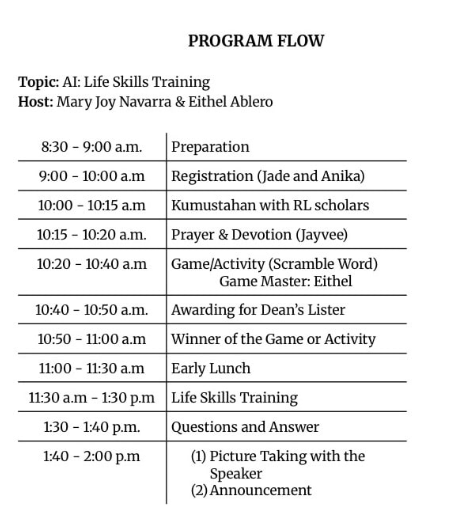 PROGRAM FLOW
Topic: AI: Life Skills Training
Host: Mary Joy Navarra & Eithel Ablero
8:30 - 9:00 a.m. Preparation
9:00 - 10:00 a.m Registration (Jade and Anika)
10:00 - 10:15 a.m Kumustahan with RL scholars
10:15 - 10:20 a.m. Prayer & Devotion (Jayvee)
10:20 - 10:40 a.m Game/Activity (Scramble Word)
Game Master: Eithel
10:40 - 10:50 a.m. Awarding for Dean's Lister
10:50 - 11:00 a.m Winner of the Game or Activity
11:00 - 11:30 a.m Early Lunch
11:30 a.m - 1:30 p.m Life Skills Training
1:30 - 1:40 p.m. Questions and Answer
1:40 - 2:00 p.m (1) Picture Taking with the
Speaker
(2) Announcement